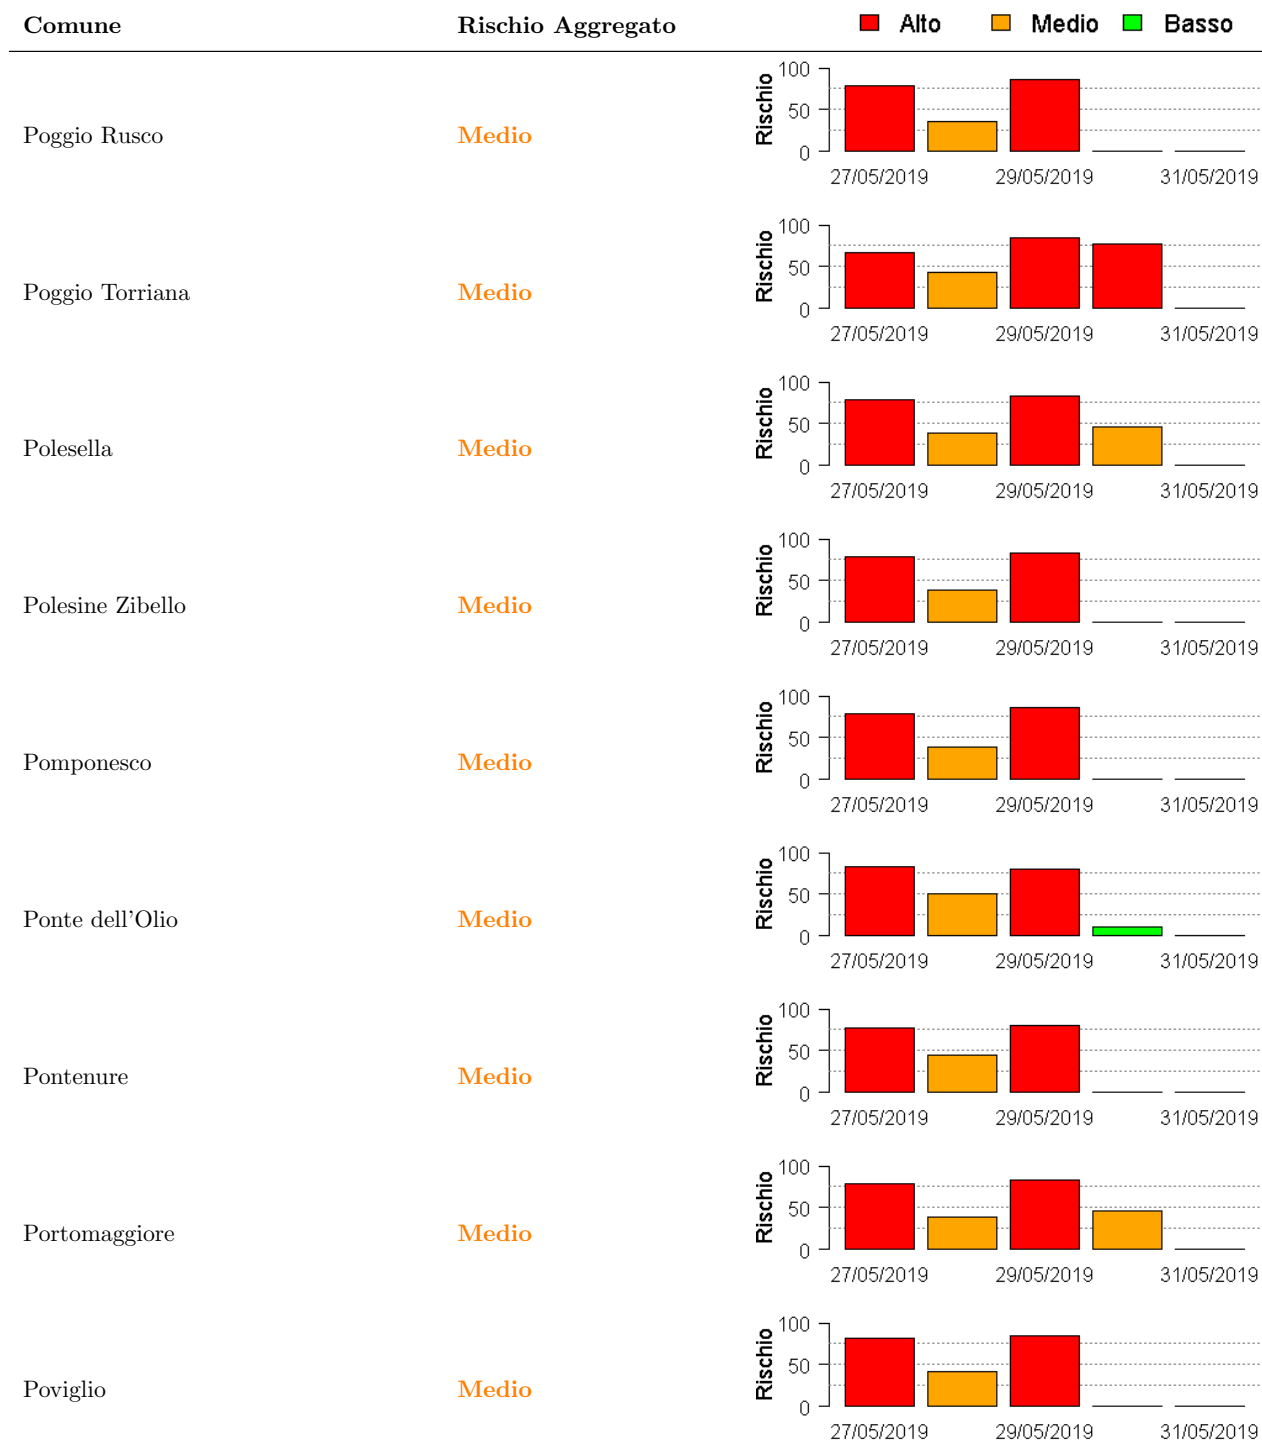 Comune Rischio Aggregato Alto Medio Basso
Poggio Rusco Medio Rischio 100 50 0
27/05/2019 29/05/2019 31/05/2019
Poggio Torriana Medio Rischio 100 50 0
27/05/2019 29/05/2019 31/05/2019
Polesella Medio Rischio 100 50 0
27/05/2019 29/05/2019 31/05/2019
Polesine Zibello Medio Rischio 100 50 0
27/05/2019 29/05/2019 31/05/2019
Pomponesco Medio Rischio 100 50 0
27/05/2019 29/05/2019 31/05/2019
Ponte dell'Olio Medio Rischio 100 50 0
27/05/2019 29/05/2019 31/05/2019
Pontenure Medio Rischio 100 50 0
27/05/2019 29/05/2019 31/05/2019
Portomaggiore Medio Rischio 100 50 0
27/05/2019 29/05/2019 31/05/2019
Poviglio Medio Rischio 100 50 0
27/05/2019 29/05/2019 31/05/2019